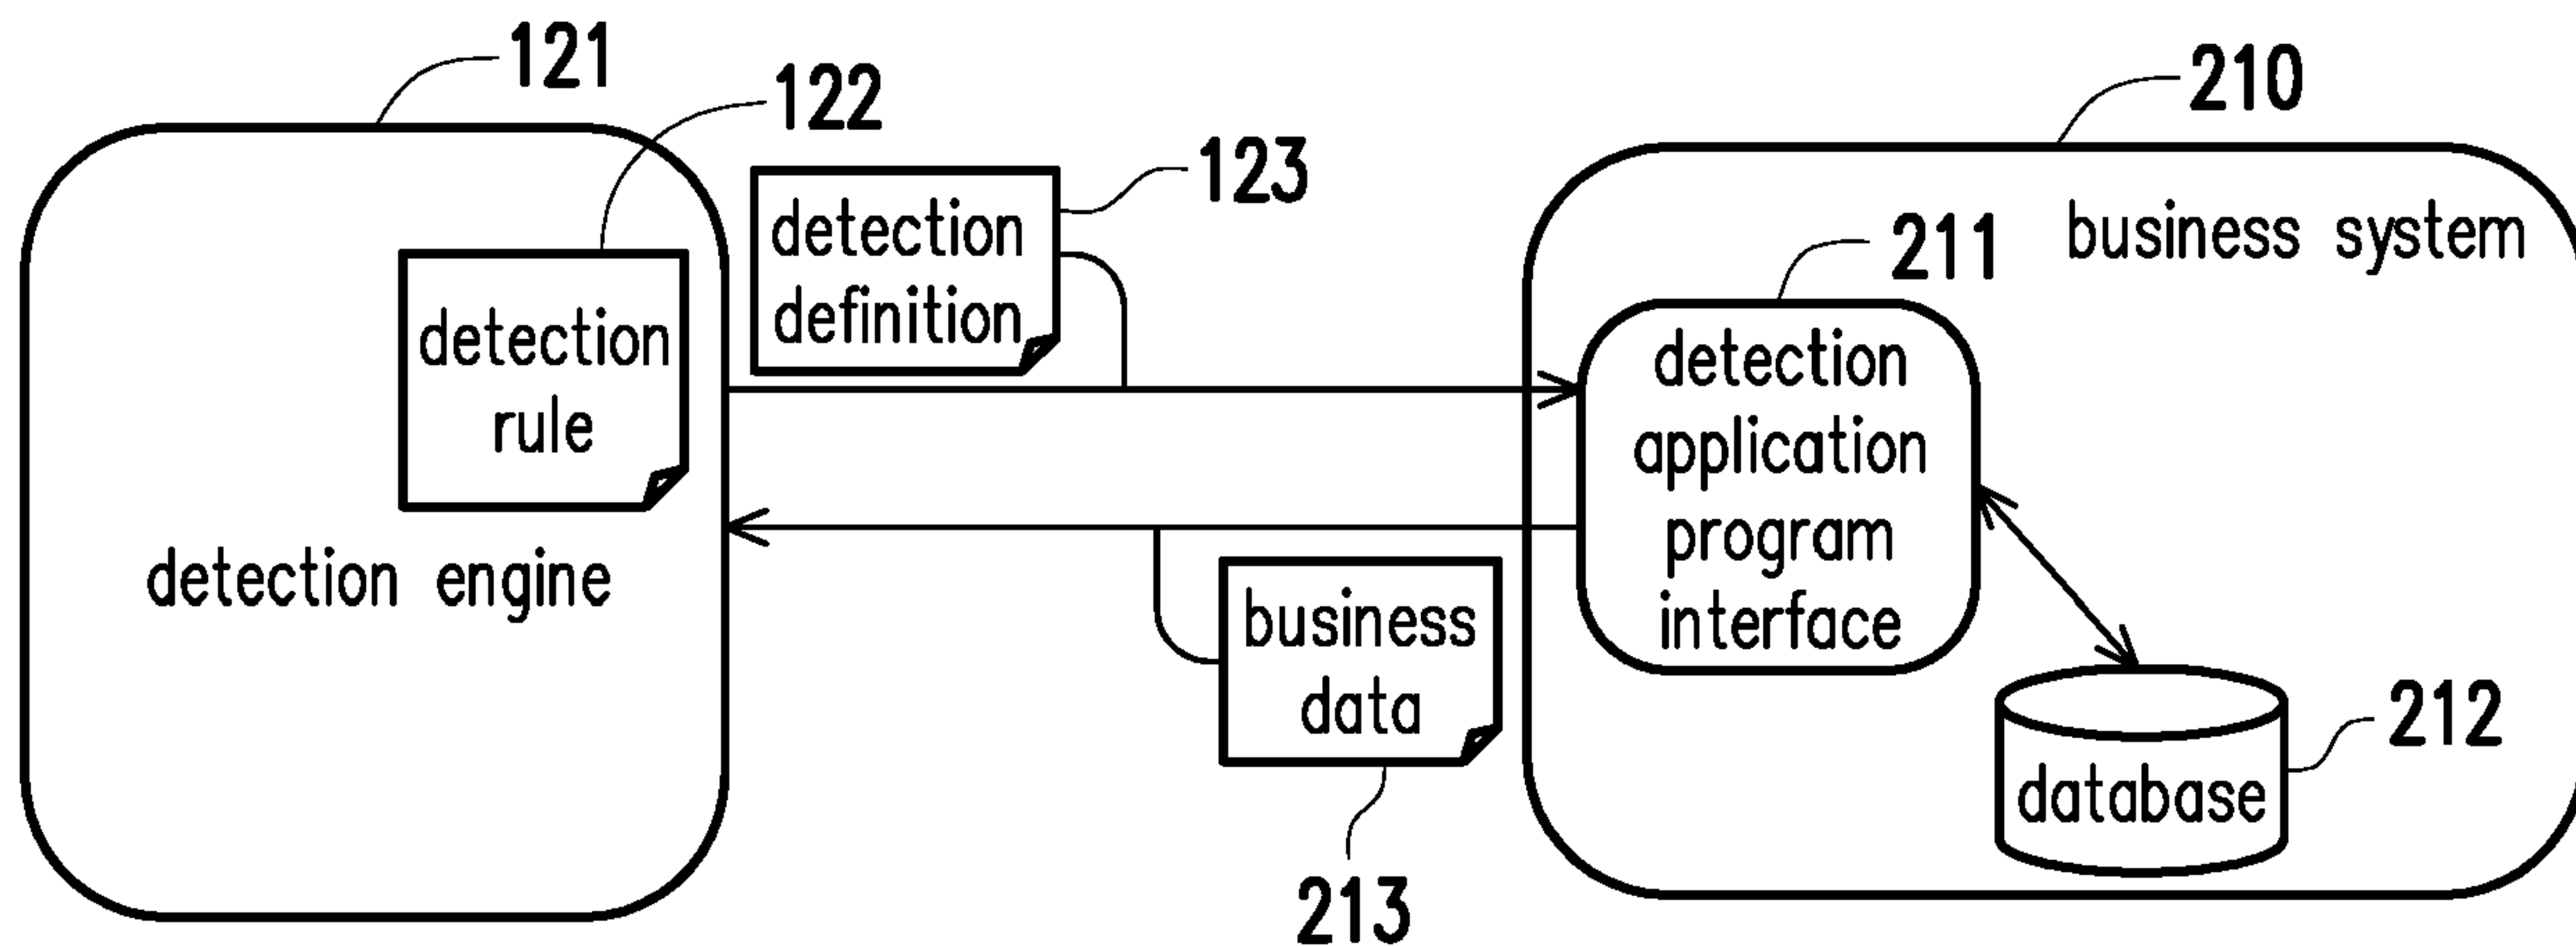 121
122
123
210
detection
definition
211
business system
detection
rule
detection
application
program
interface
detection engine
business
data
212
database
213